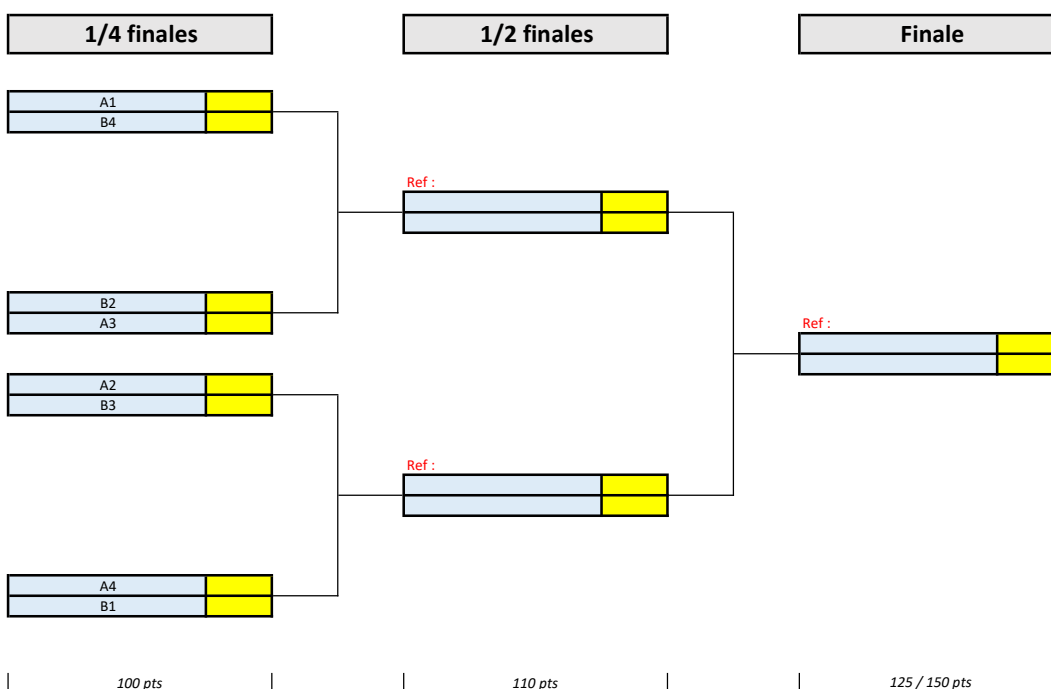 1/4 finales
1/2 finales
Finale
A1
B4
Ref :
B2
A3
Ref :
A2
B3
Ref :
A4
B1
100 pts
110 pts
125 / 150 pts